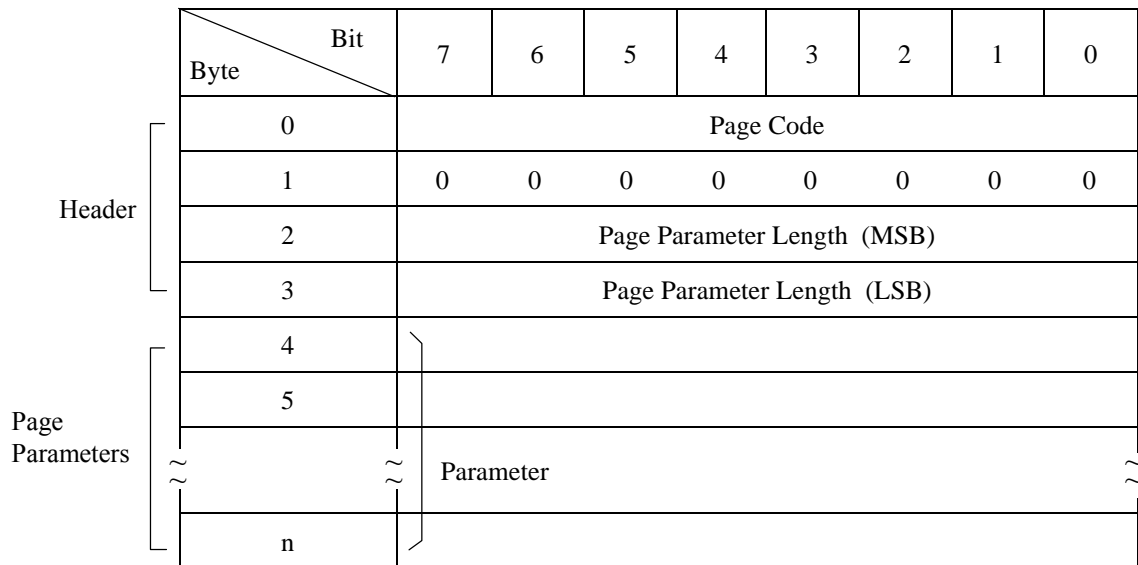 Bit
Byte
7 6 5 4 3 2 1 0
0 Page Code
1 0 0 0 0 0 0 0 0
Header
2 Page Parameter Length (MSB)
3 Page Parameter Length (LSB)
4
5
Page
Parameters
Parameter
n